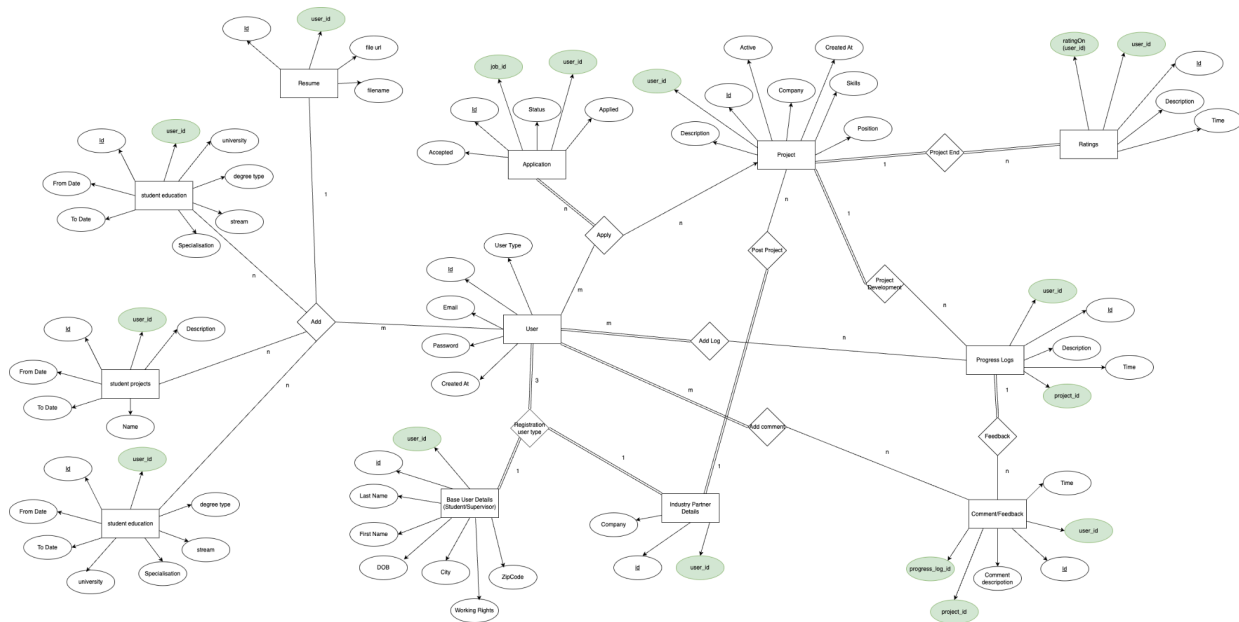 Id
user_id
file url
filename
Resume
1
Id
user_id
university
degree type
stream
Specialisation
To Date
From Date
student education
n
Id
user_id
Description
From Date
To Date
Name
student projects
n
Id
user_id
degree type
stream
Specialisation
university
To Date
From Date
student education
n
Add
m
job_id
user_id
Id
Status
Applied
Accepted
Application
n
Apply
n
m
Active
Created At
user_id
Id
Company
Skills
Description
Position
Project
1
Project End
n
ratingOn
(user_id)
user_id
Id
Description
Time
Ratings
n
Post Project
1
1
Project
Development
n
User Type
Id
Email
Password
Created At
User
m
Add Log
n
m
Add comment
n
3
Registration
user type
1
1
user_id
id
Last Name
First Name
DOB
City
Working Rights
ZipCode
Base User Details
(Student/Supervisor)
Industry Partner
Details
Company
id
user_id
user_id
Id
Description
Time
project_id
Progress Logs
1
Feedback
n
Comment/Feedback
Time
user_id
Id
Comment
descripotion
progress_log_id
project_id